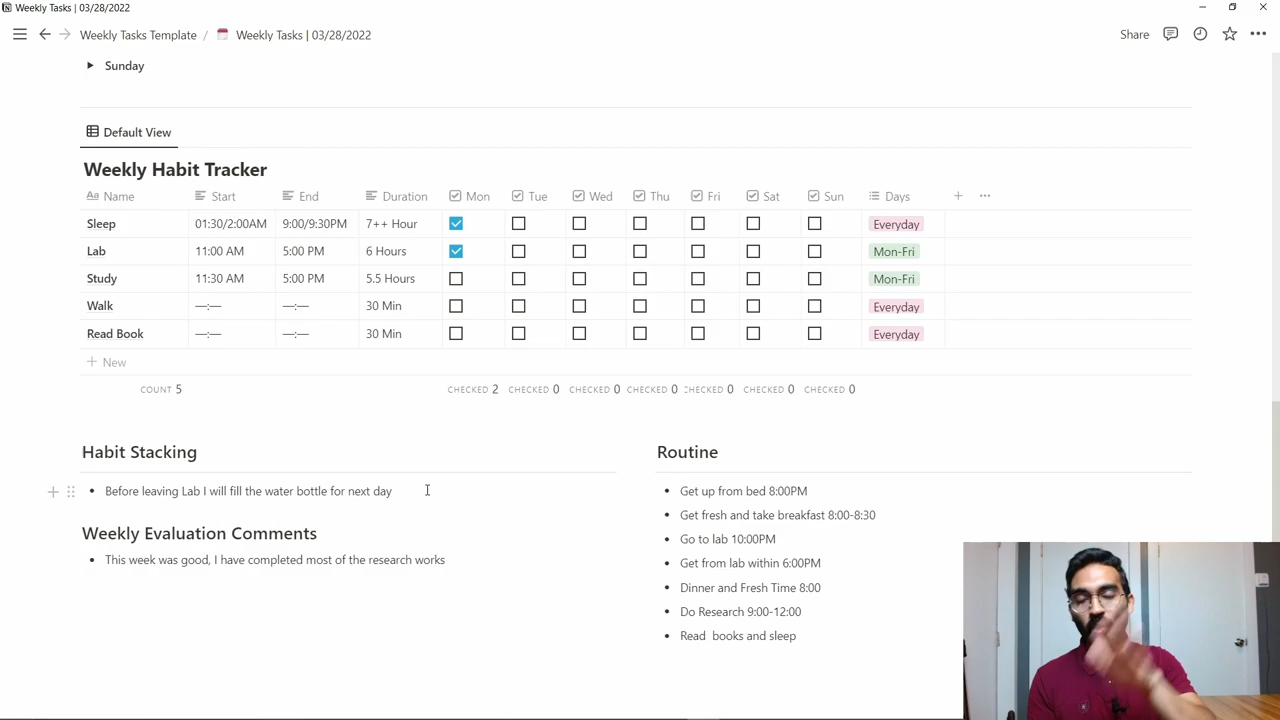 Weekly Tasks | 03/28/2022
Weekly Tasks Template / Weekly Tasks | 03/28/2022 Share
Sunday
Default View
Weekly Habit Tracker
Aa Name Start End Duration Mon Tue Wed Thu Fri Sat Sun Days
Sleep 01:30/2:00AM 9:00/9:30PM 7++ Hour Everyday
Lab 11:00 AM 5:00 PM 6 Hours Mon-Fri
Study 11:30 AM 5:00 PM 5.5 Hours Mon-Fri
Walk —:— —:— 30 Min Everyday
Read Book —:— —:— 30 Min Everyday
+ New
COUNT 5 CHECKED 2 CHECKED 0 CHECKED 0 CHECKED 0 CHECKED 0 CHECKED 0 CHECKED 0
Habit Stacking
• Before leaving Lab I will fill the water bottle for next day
Weekly Evaluation Comments
• This week was good, I have completed most of the research works
Routine
• Get up from bed 8:00PM
• Get fresh and take breakfast 8:00-8:30
• Go to lab 10:00PM
• Get from lab within 6:00PM
• Dinner and Fresh Time 8:00
• Do Research 9:00-12:00
• Read  books and sleep